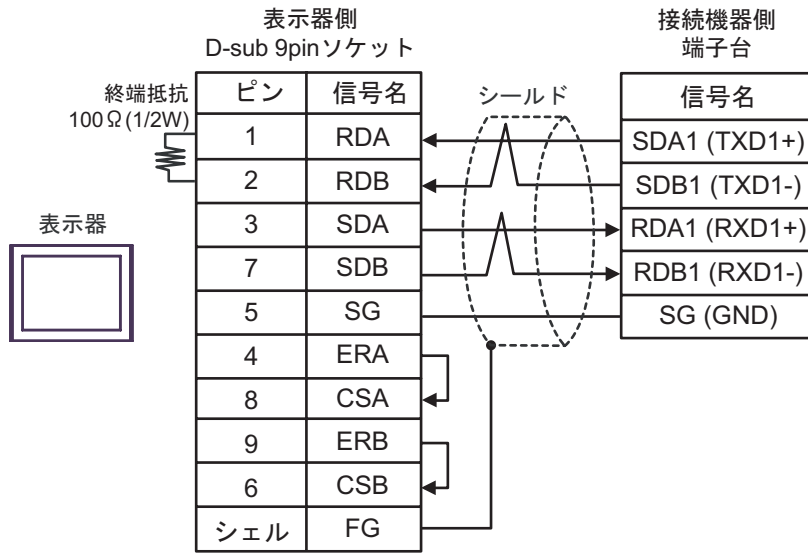 表示器側
D-sub 9pinソケット
接続機器側
端子台
終端抵抗
100Ω(1/2W)
ピン 信号名
シールド
信号名
1 RDA
SDA1 (TXD1+)
2 RDB
SDB1 (TXD1-)
表示器
3 SDA
RDA1 (RXD1+)
7 SDB
RDB1 (RXD1-)
5 SG
SG (GND)
4 ERA
8 CSA
9 ERB
6 CSB
シェル FG